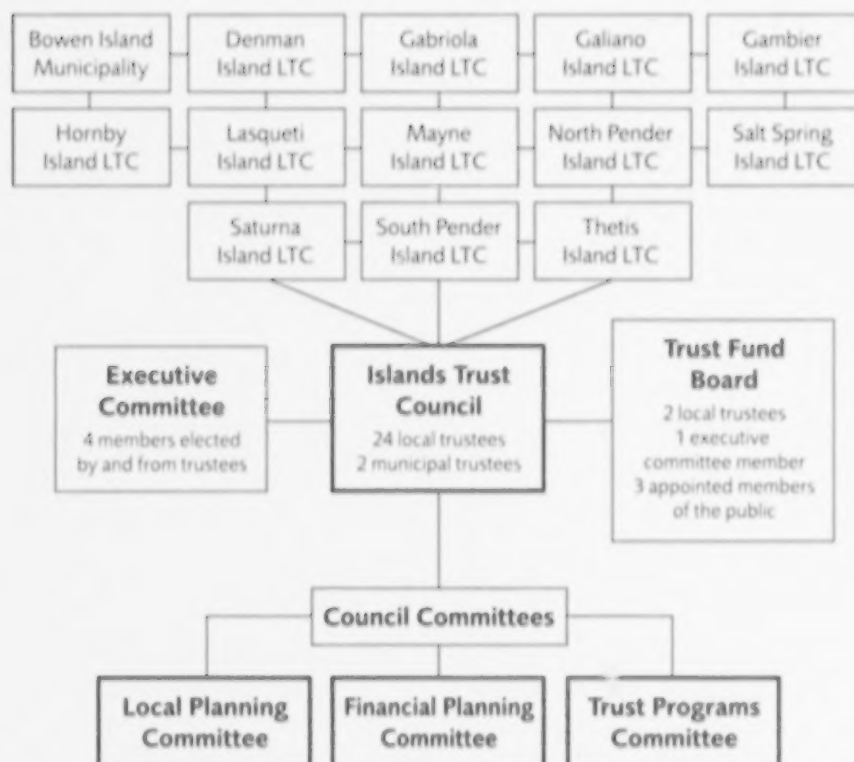 Bowen Island
Municipality
Denman
Island LTC
Gabriola
Island LTC
Galiano
Island LTC
Gambier
Island LTC
Hornby
Island LTC
Lasqueti
Island LTC
Mayne
Island LTC
North Pender
Island LTC
Salt Spring
Island LTC
Saturna
Island LTC
South Pender
Island LTC
Thetis
Island LTC
Executive
Committee
4 members elected
by and from trustees
Islands Trust
Council
24 local trustees
2 municipal trustees
Trust Fund
Board
2 local trustees
1 executive
committee member
3 appointed members
of the public
Council Committees
Local Planning
Committee
Financial Planning
Committee
Trust Programs
Committee